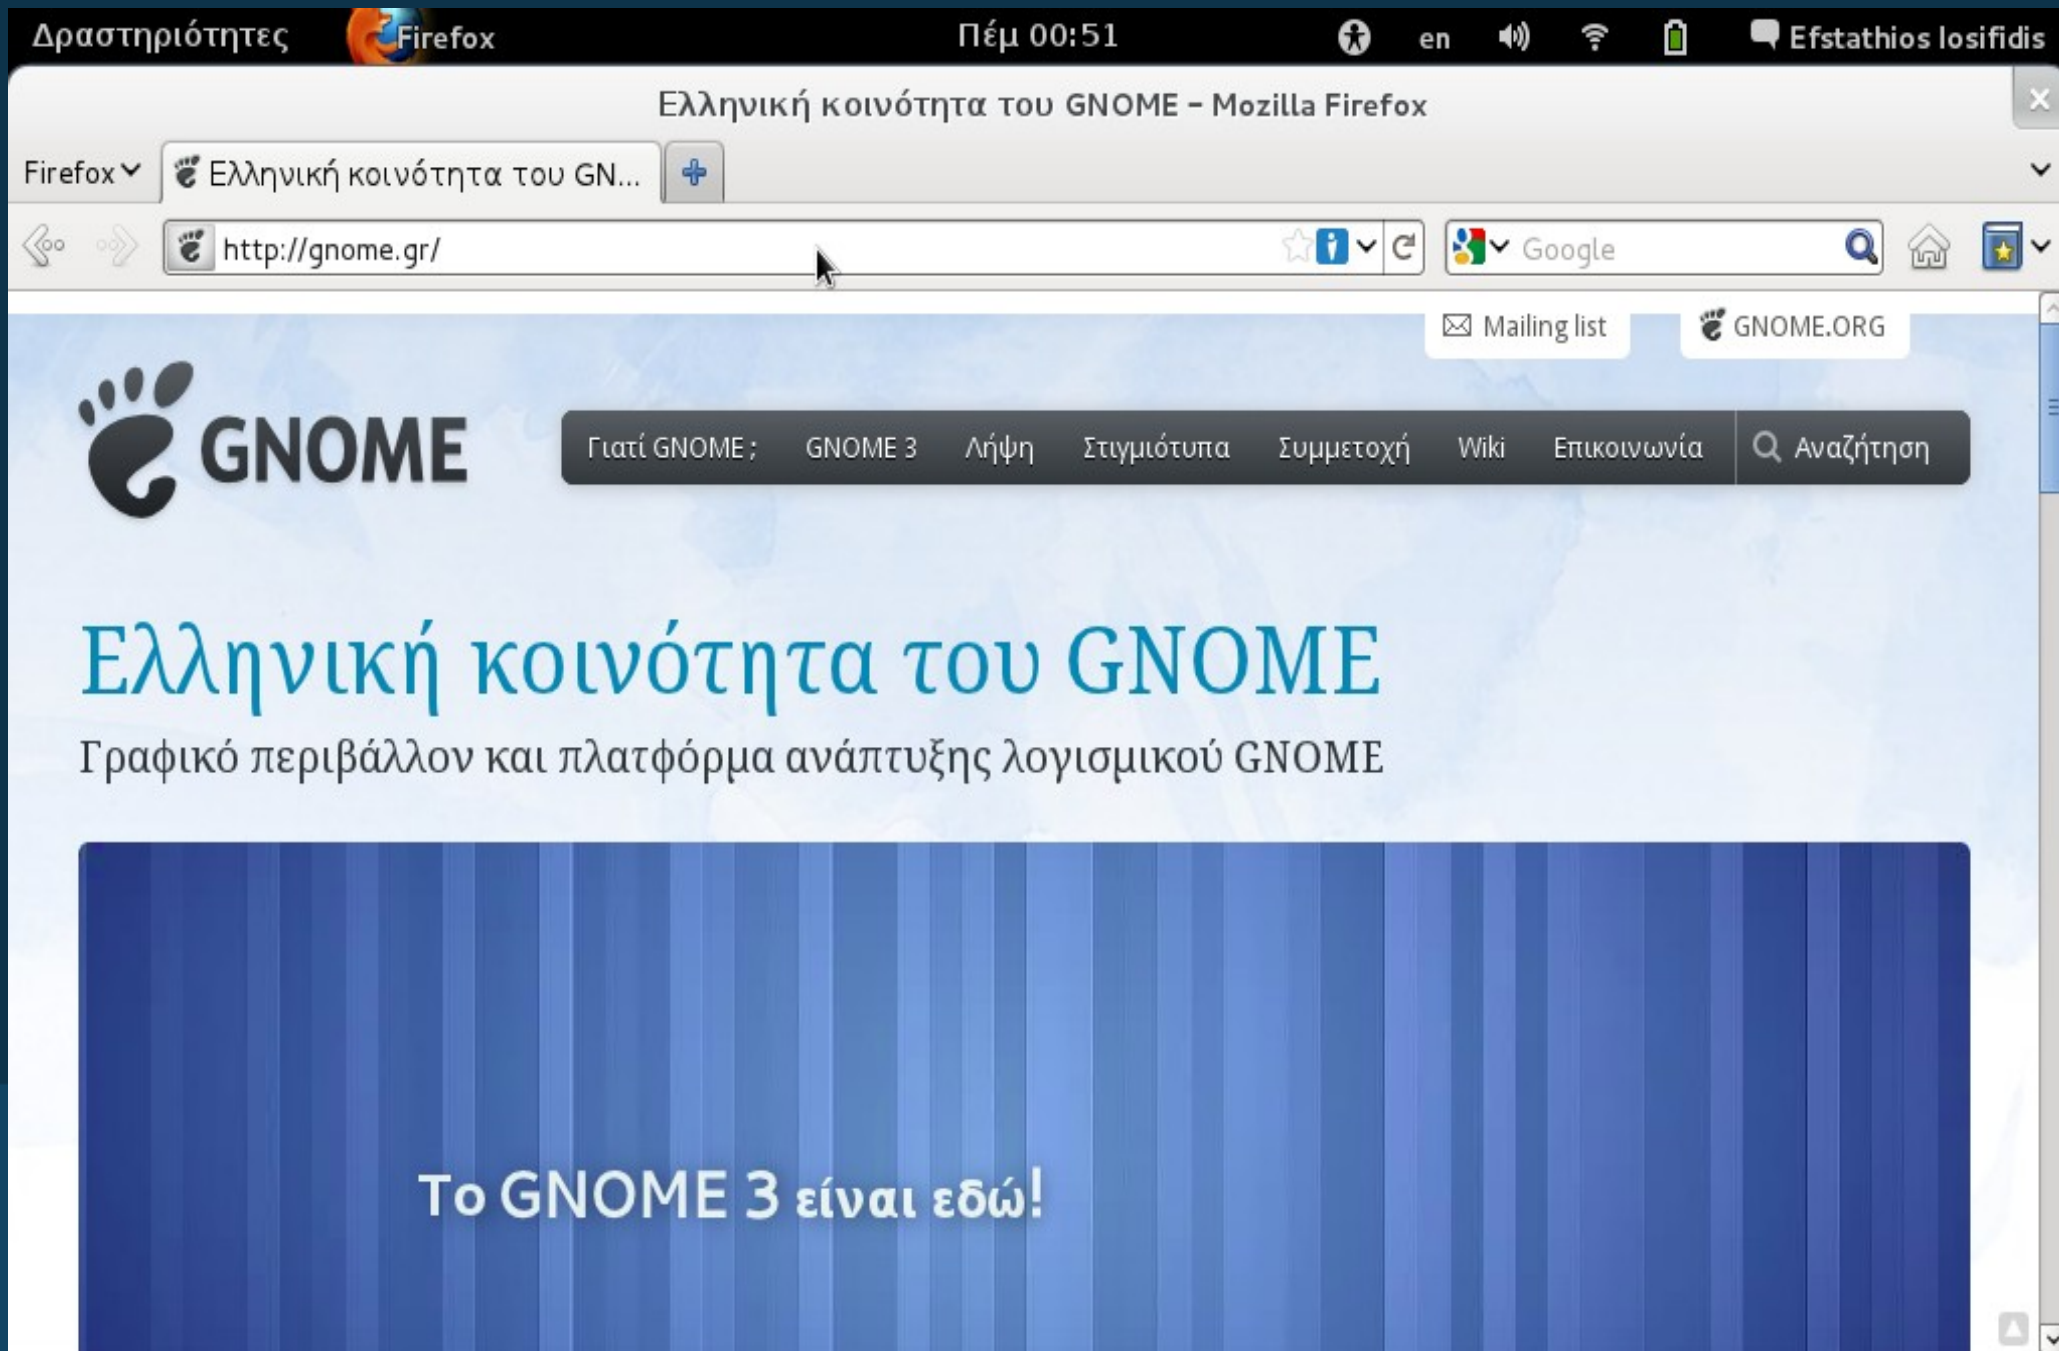 Δραστηριότητες Firefox Πέμ 00:51 en Efstathios Iosifidis
Ελληνική κοινότητα του GNOME – Mozilla Firefox
Firefox Ελληνική κοινότητα του GN...
http://gnome.gr/ Google
Mailing list GNOME.ORG
GNOME Γιατί GNOME ; GNOME 3 Λήψη Στιγμιότυπα Συμμετοχή Wiki Επικοινωνία Αναζήτηση
Ελληνική κοινότητα του GNOME
Γραφικό περιβάλλον και πλατφόρμα ανάπτυξης λογισμικού GNOME
Το GNOME 3 είναι εδώ!